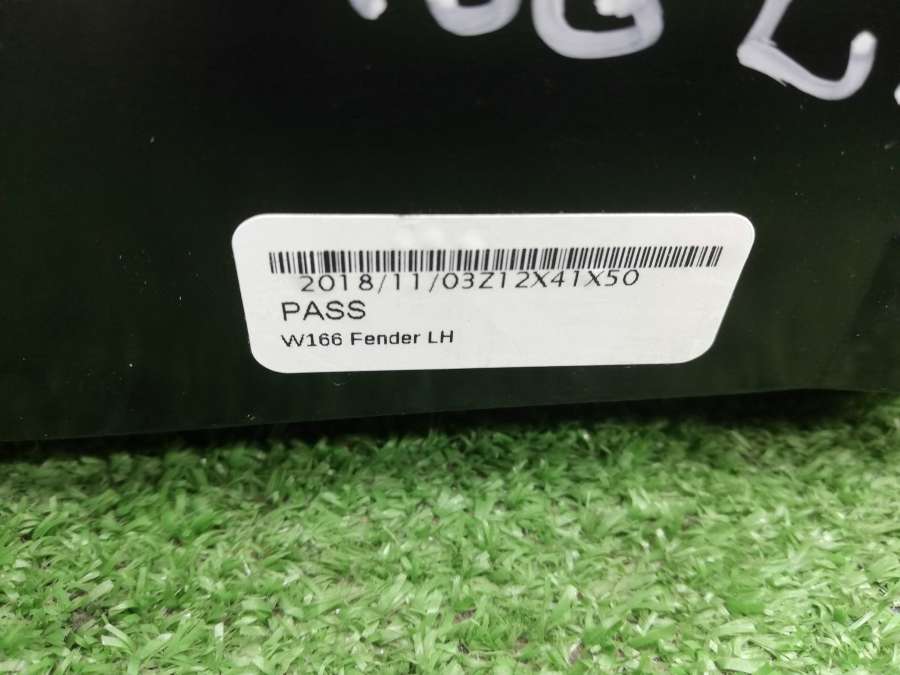 2018/11/03Z12X41X50
PASS
W166 Fender LH